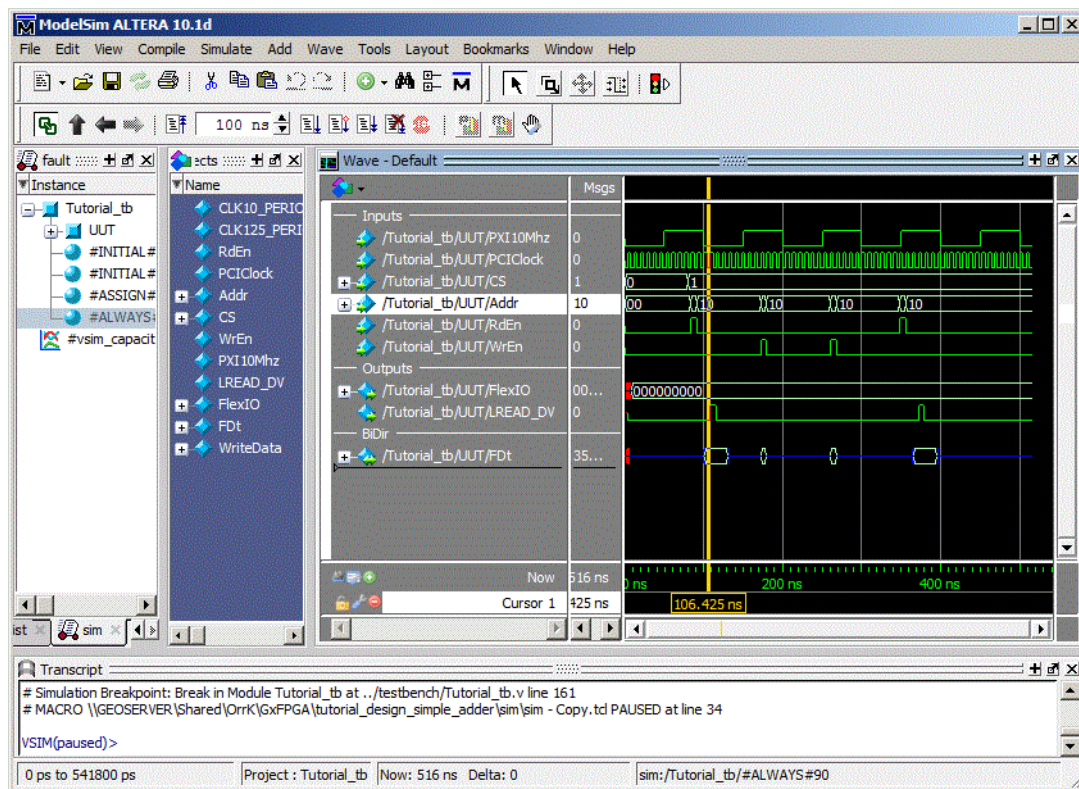 ModelSim ALTERA 10.1d
File Edit View Compile Simulate Add Wave Tools Layout Bookmarks Window Help
100 ns
fault
ects
Wave - Default
Instance
Name
Msgs
Tutorial_tb
UUT
#INITIAL#
#INITIAL#
#ASSIGN#
#ALWAYS
#vsim_capacit
CLK10_PERIO
CLK125_PERI
RdEn
PCIClock
Addr
CS
WrEn
PXI10Mhz
LREAD_DV
FlexIO
FDt
WriteData
Inputs
/Tutorial_tb/UUT/PXI10Mhz 0
/Tutorial_tb/UUT/PCIClock 0
/Tutorial_tb/UUT/CS 1 0 1
/Tutorial_tb/UUT/Addr 10 00 10 10 10 10
/Tutorial_tb/UUT/RdEn 0
/Tutorial_tb/UUT/WrEn 0
Outputs
/Tutorial_tb/UUT/FlexIO 00... 000000000
/Tutorial_tb/UUT/LREAD_DV 0
BiDir
/Tutorial_tb/UUT/FDt 35...
Now 516 ns ns 200 ns 400 ns
Cursor 1 425 ns 106.425 ns
ist sim
Transcript
# Simulation Breakpoint: Break in Module Tutorial_tb at ../testbench/Tutorial_tb.v line 161
# MACRO \\GEOSERVER\Shared\OrrK\GxFPGA\tutorial_design_simple_adder\sim\sim - Copy.tcl PAUSED at line 34
VSIM(paused)>
0 ps to 541800 ps Project : Tutorial_tb Now: 516 ns Delta: 0 sim:/Tutorial_tb/#ALWAYS#90